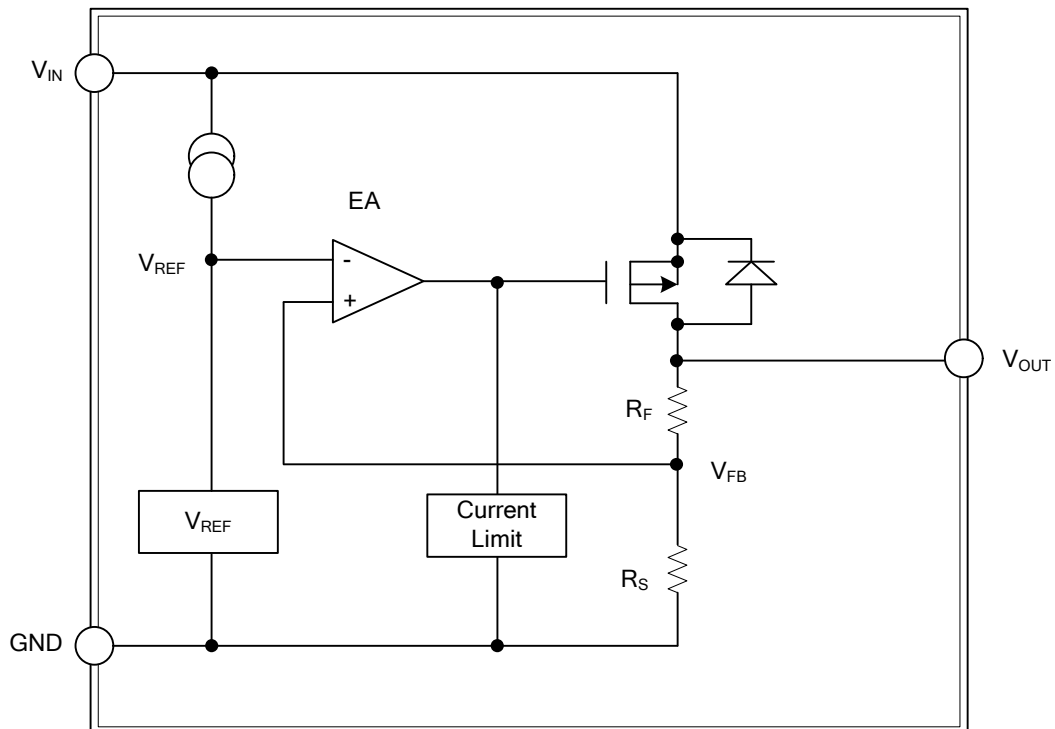 V_IN
EA
V_REF
-
+
V_OUT
R_F
V_FB
V_REF
Current
Limit
R_S
GND